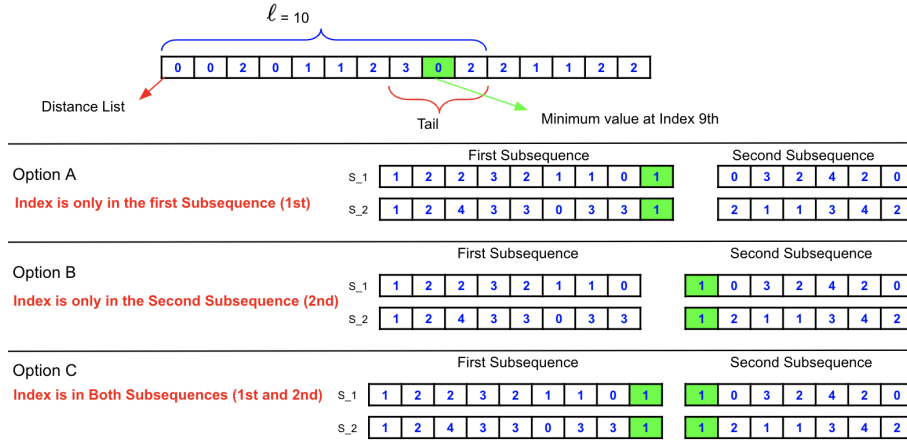 ℓ = 10
0 0 2 0 1 1 2 3 0 2 2 1 1 2 2
Distance List
Tail
Minimum value at Index 9th
First Subsequence Second Subsequence
Option A
S_1 1 2 2 3 2 1 1 0 1 0 3 2 4 2 0
Index is only in the first Subsequence (1st)
S_2 1 2 4 3 3 0 3 3 1 2 1 1 3 4 2
First Subsequence Second Subsequence
Option B
S_1 1 2 2 3 2 1 1 0 1 0 3 2 4 2 0
Index is only in the Second Subsequence (2nd)
S_2 1 2 4 3 3 0 3 3 1 2 1 1 3 4 2
First Subsequence Second Subsequence
Option C
S_1 1 2 2 3 2 1 1 0 1 1 0 3 2 4 2 0
Index is in Both Subsequences (1st and 2nd)
S_2 1 2 4 3 3 0 3 3 1 1 2 1 1 3 4 2